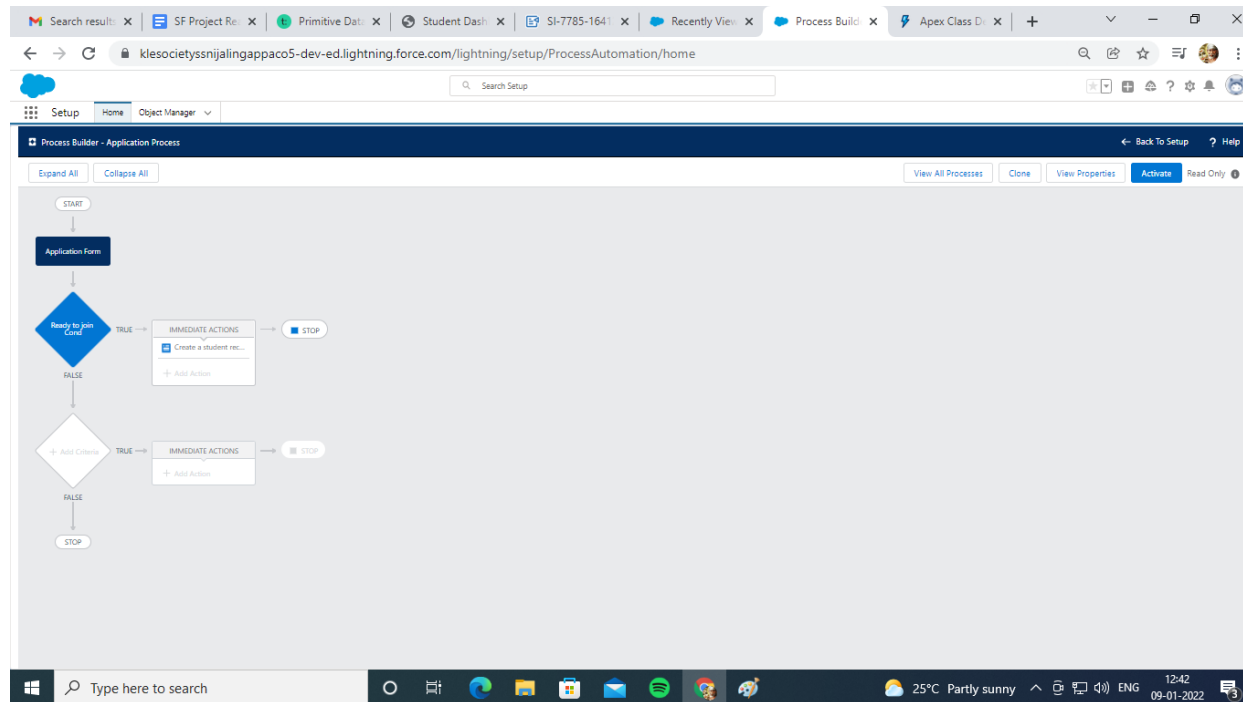 Search results
SF Project Re
Primitive Data
Student Dash
SI-7785-1641
Recently View
Process Build
Apex Class De
klesocietyssnijalingappaco5-dev-ed.lightning.force.com/lightning/setup/ProcessAutomation/home
Search Setup
Setup
Home
Object Manager
Process Builder - Application Process
Back To Setup
? Help
Expand All
Collapse All
View All Processes
Clone
View Properties
Activate
Read Only
START
Application Form
Ready to join
Cond
TRUE
IMMEDIATE ACTIONS
STOP
Create a student rec...
+ Add Action
FALSE
+ Add Criteria
TRUE
IMMEDIATE ACTIONS
STOP
+ Add Action
FALSE
STOP
Type here to search
25°C Partly sunny
ENG
12:42
09-01-2022
3